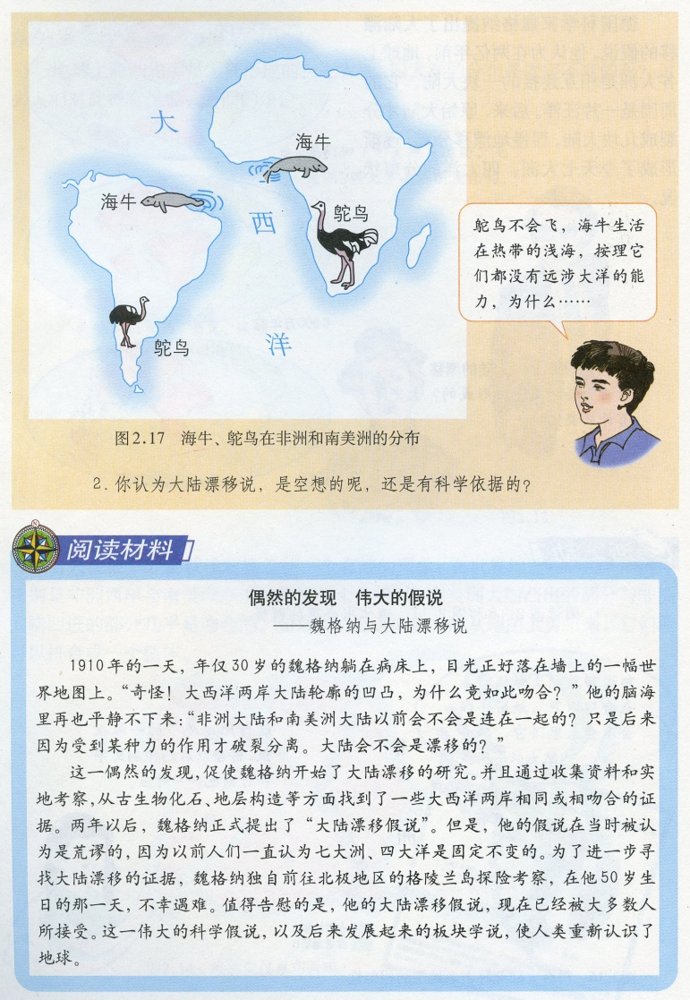 大
海牛
海牛
西
鸵鸟
鸵鸟不会飞，海牛生活
在热带的浅海，按理它
们都没有远涉大洋的能
力，为什么……
洋
鸵鸟
图2.17 海牛、鸵鸟在非洲和南美洲的分布
2. 你认为大陆漂移说，是空想的呢，还是有科学依据的？
N
阅读材料
偶然的发现 伟大的假说
——魏格纳与大陆漂移说
1910年的一天，年仅30岁的魏格纳躺在病床上，目光正好落在墙上的一幅世
界地图上。“奇怪！大西洋两岸大陆轮廓的凹凸，为什么竟如此吻合？”他的脑海
里再也平静不下来：“非洲大陆和南美洲大陆以前会不会是连在一起的？只是后来
因为受到某种力的作用才破裂分离。大陆会不会是漂移的？”
这一偶然的发现，促使魏格纳开始了大陆漂移的研究。并且通过收集资料和实
地考察，从古生物化石、地层构造等方面找到了一些大西洋两岸相同或相吻合的证
据。两年以后，魏格纳正式提出了“大陆漂移假说”。但是，他的假说在当时被认
为是荒谬的，因为以前人们一直认为七大洲、四大洋是固定不变的。为了进一步寻
找大陆漂移的证据，魏格纳独自前往北极地区的格陵兰岛探险考察，在他50岁生
日的那一天，不幸遇难。值得告慰的是，他的大陆漂移假说，现在已经被大多数人
所接受。这一伟大的科学假说，以及后来发展起来的板块学说，使人类重新认识了
地球。